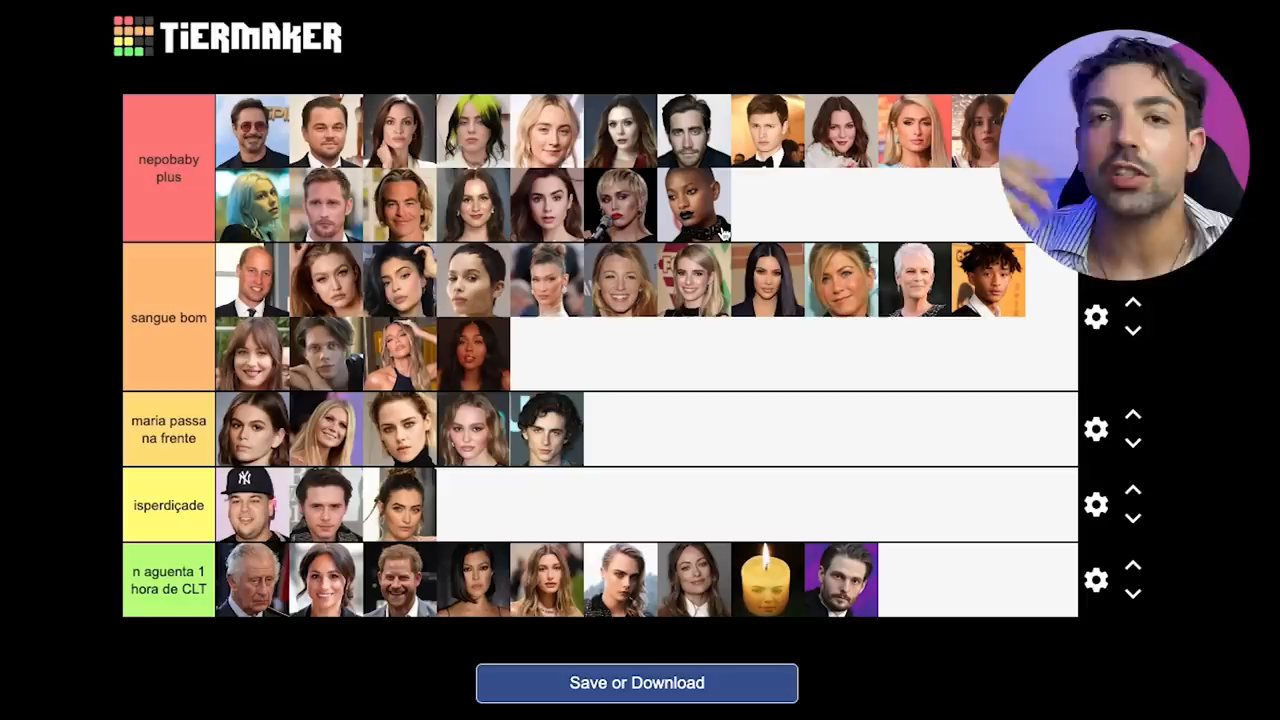 TiERMAKER
nepobaby
plus
sangue bom
maria passa
na frente
isperdiçade
n aguenta 1
hora de CLT
Save or Download